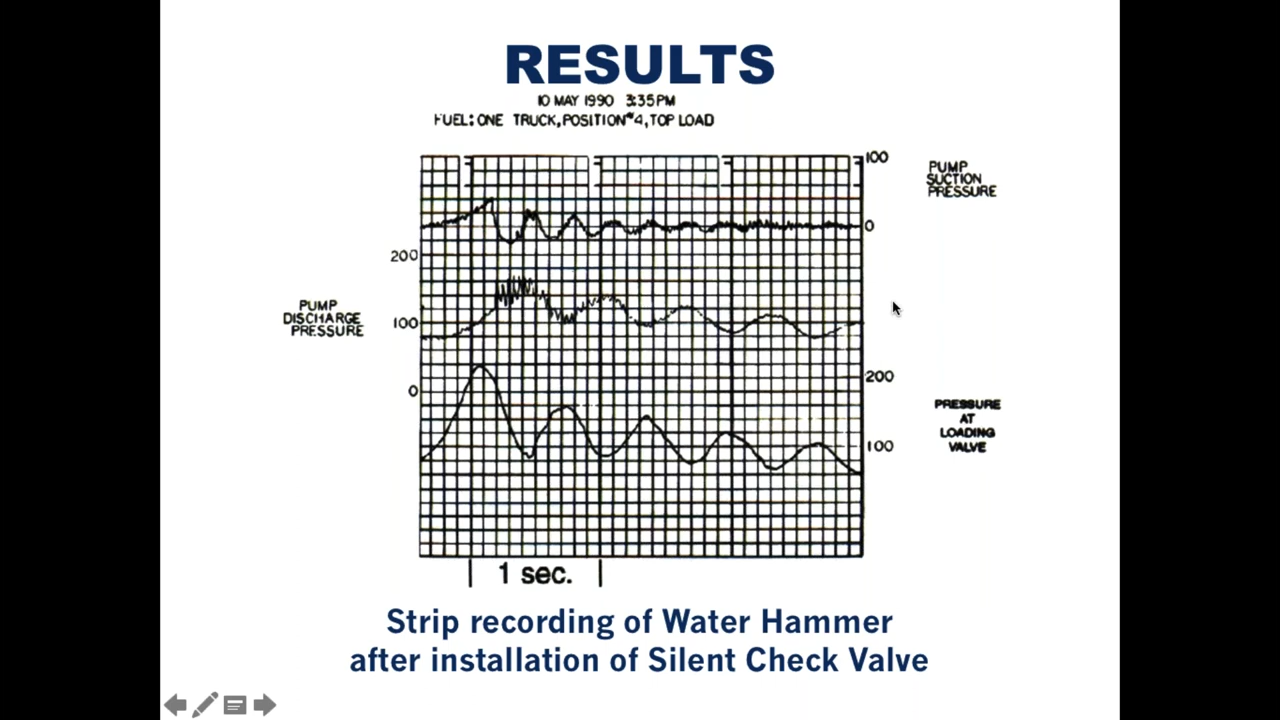 RESULTS
10 MAY 1990 3:35PM
FUEL: ONE TRUCK, POSITION #4, TOP LOAD
100
PUMP
SUCTION
PRESSURE
0
200
PUMP
DISCHARGE
PRESSURE
100
0
200
PRESSURE
AT
LOADING
VALVE
100
1 sec.
Strip recording of Water Hammer
after installation of Silent Check Valve